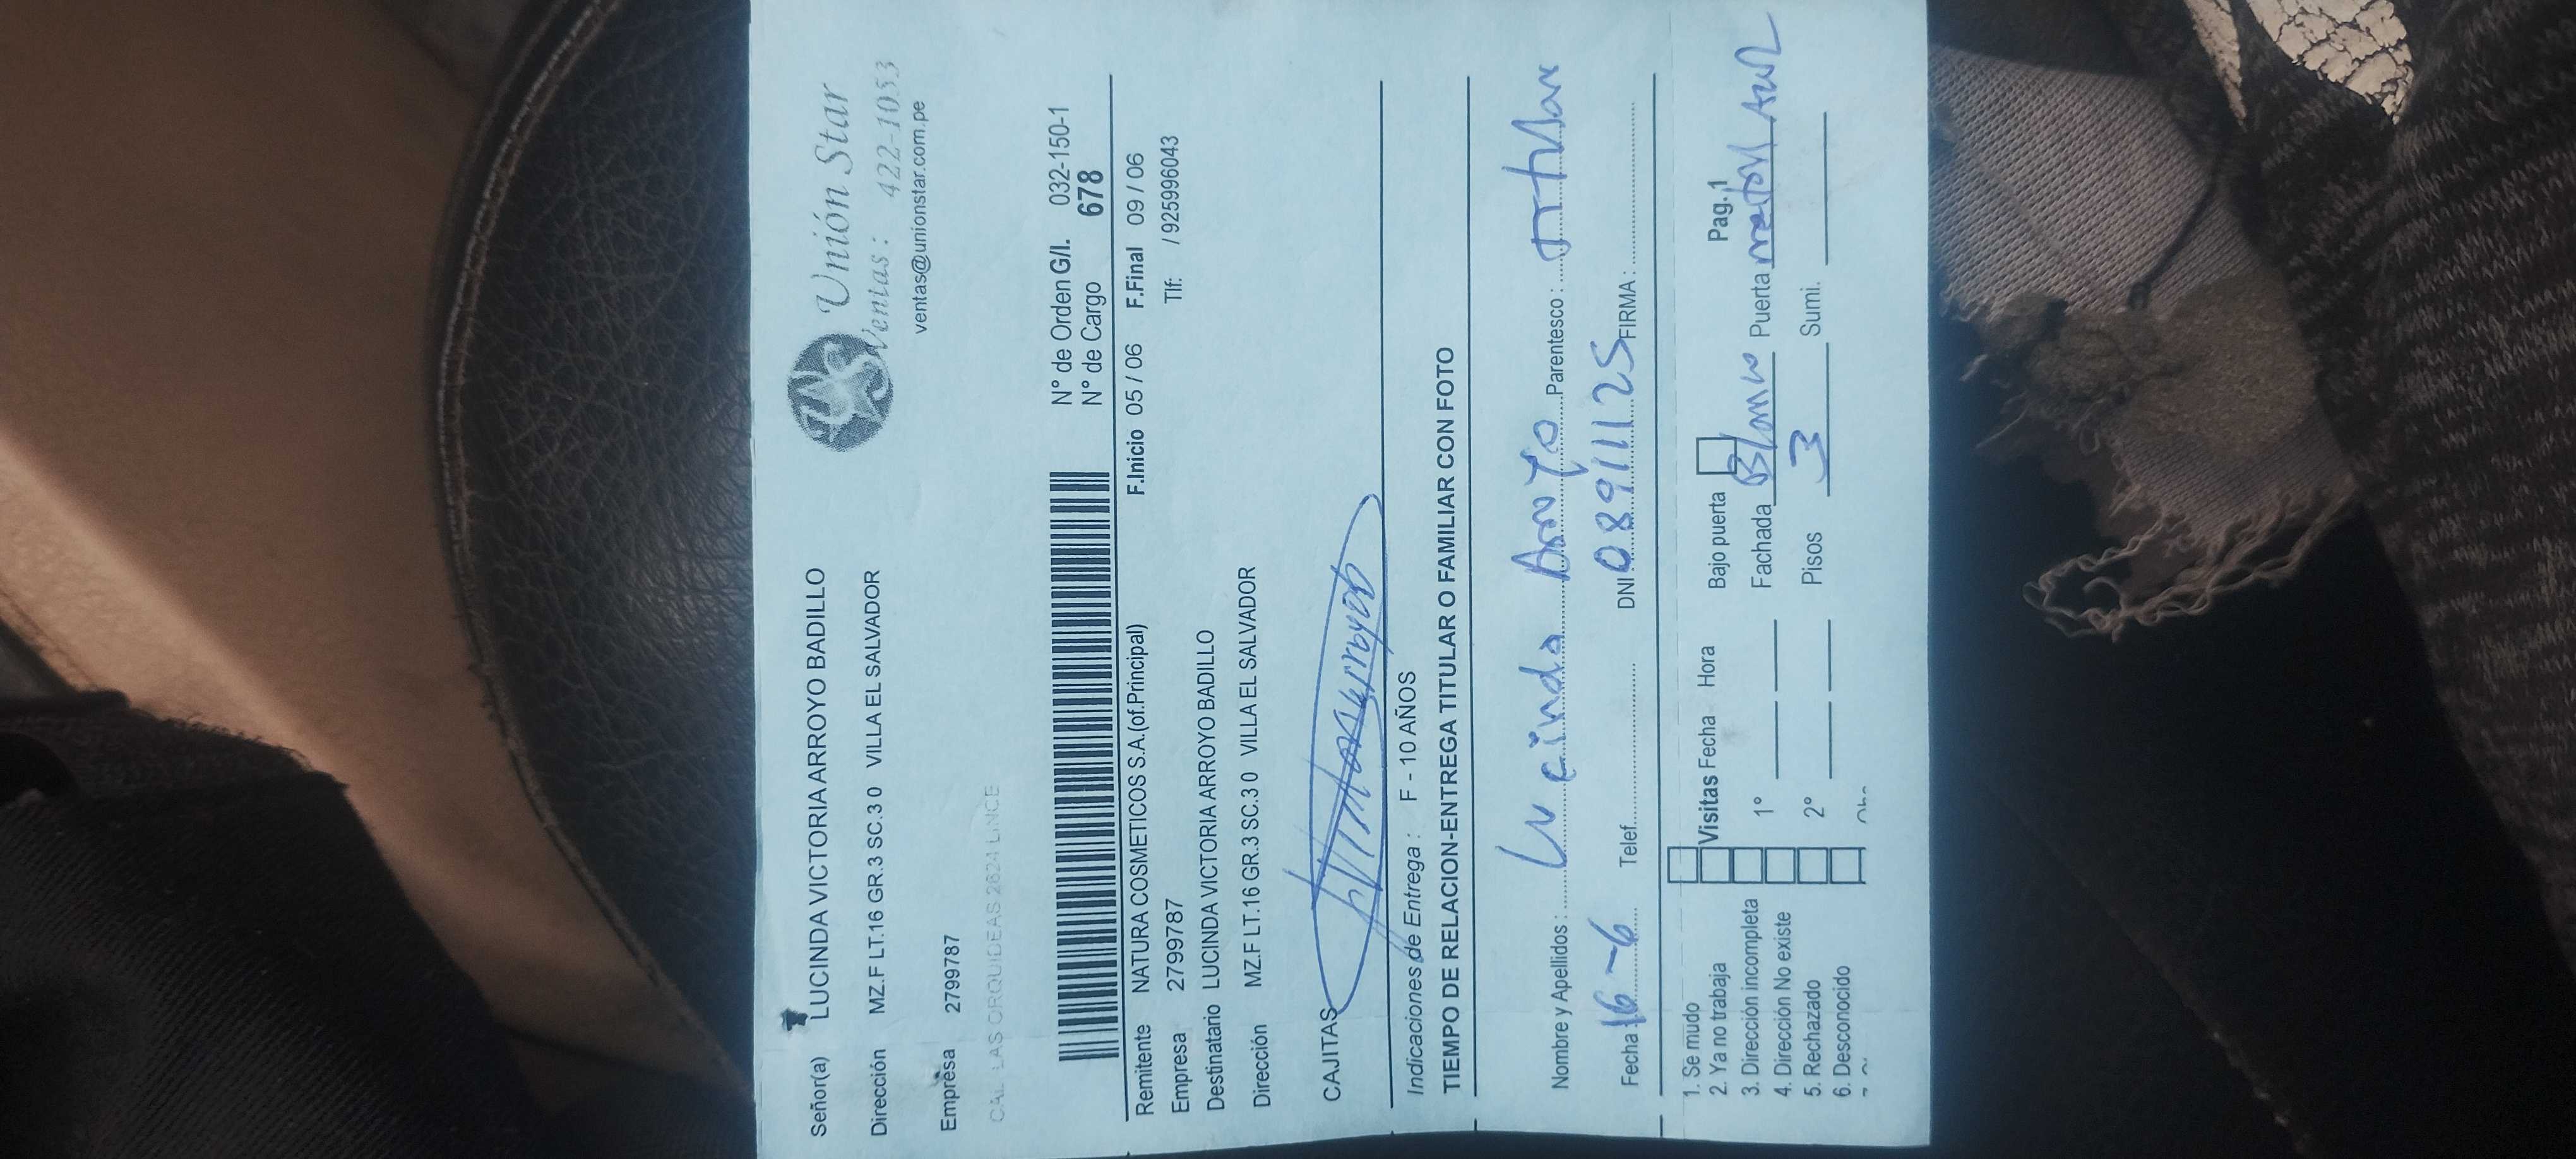 Señor(a) LUCINDA VICTORIA ARROYO BADILLO
Unión Star
Dirección MZ.F LT.16 GR.3 SC.3 0 VILLA EL SALVADOR
Ventas: 422-1053
ventas@unionstar.com.pe
Empresa 2799787
CAL. LAS ORQUIDEAS 2624 LINCE
N° de Orden G/I. 032-150-1
N° de Cargo 678
Remitente NATURA COSMETICOS S.A.(of.Principal) F.Inicio 05 / 06 F.Final 09 / 06
Empresa 2799787 Tlf: / 925996043
Destinatario LUCINDA VICTORIA ARROYO BADILLO
Dirección MZ.F LT.16 GR.3 SC.3 0 VILLA EL SALVADOR
CAJITAS
Indicaciones de Entrega : F - 10 AÑOS
TIEMPO DE RELACION-ENTREGA TITULAR O FAMILIAR CON FOTO
Nombre y Apellidos : Lucinda Arroyo Parentesco :
Fecha : 16-6 Telef. DNI 08911125 FIRMA :
1. Se mudo
2. Ya no trabaja Visitas Fecha Hora Bajo puerta Pag.1
3. Dirección incompleta 1° Fachada Blanco Puerta metal Azul
4. Dirección No existe
5. Rechazado 2° Pisos 3 Sumi.
6. Desconocido